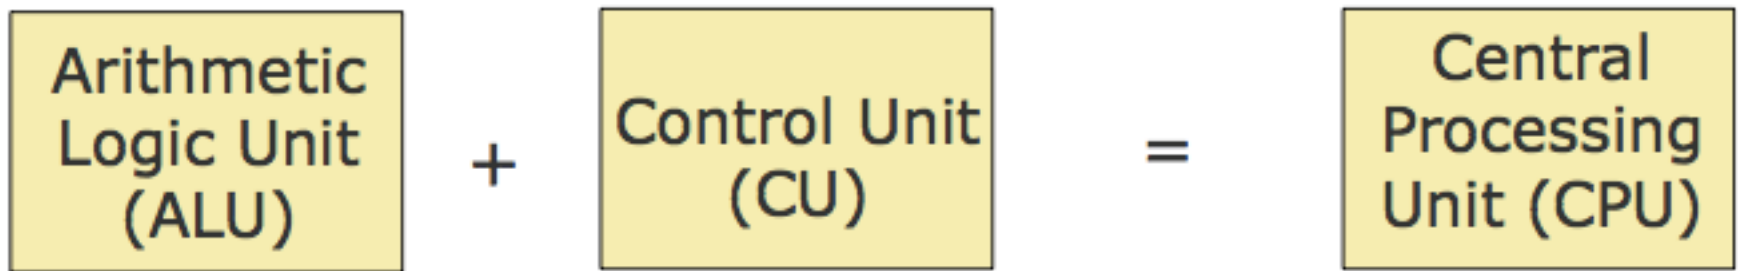 Arithmetic
Logic Unit
(ALU)
+
Control Unit
(CU)
=
Central
Processing
Unit (CPU)